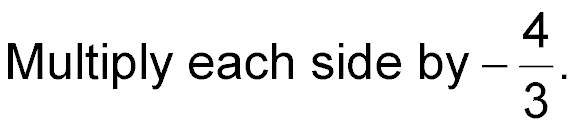 Multiply each side by − 4/3.